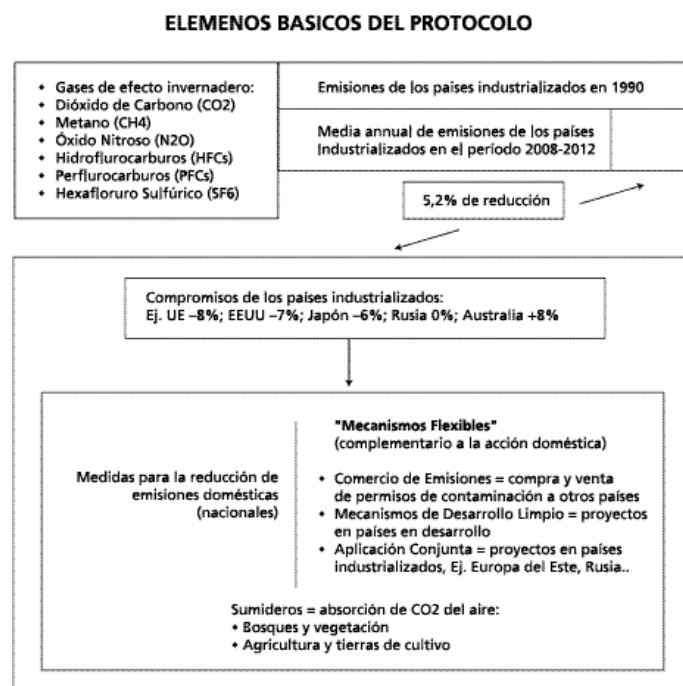 ELEMENOS BASICOS DEL PROTOCOLO
• Gases de efecto invernadero:
• Dióxido de Carbono (CO2)
• Metano (CH4)
• Óxido Nitroso (N2O)
• Hidroflurocarburos (HFCs)
• Perflurocarburos (PFCs)
• Hexafloruro Sulfúrico (SF6)
Emisiones de los paises industrializados en 1990
Media annual de emisiones de los países
Industrializados en el período 2008-2012
5,2% de reducción
Compromisos de los países industrializados:
Ej. UE –8%; EEUU –7%; Japón –6%; Rusia 0%; Australia +8%
Medidas para la reducción de
emisiones domésticas
(nacionales)
"Mecanismos Flexibles"
(complementario a la acción doméstica)
• Comercio de Emisiones = compra y venta
de permisos de contaminación a otros países
• Mecanismos de Desarrollo Limpio = proyectos
en países en desarrollo
• Aplicación Conjunta = proyectos en países
industrializados, Ej. Europa del Este, Rusia..
Sumideros = absorción de CO2 del aire:
• Bosques y vegetación
• Agricultura y tierras de cultivo